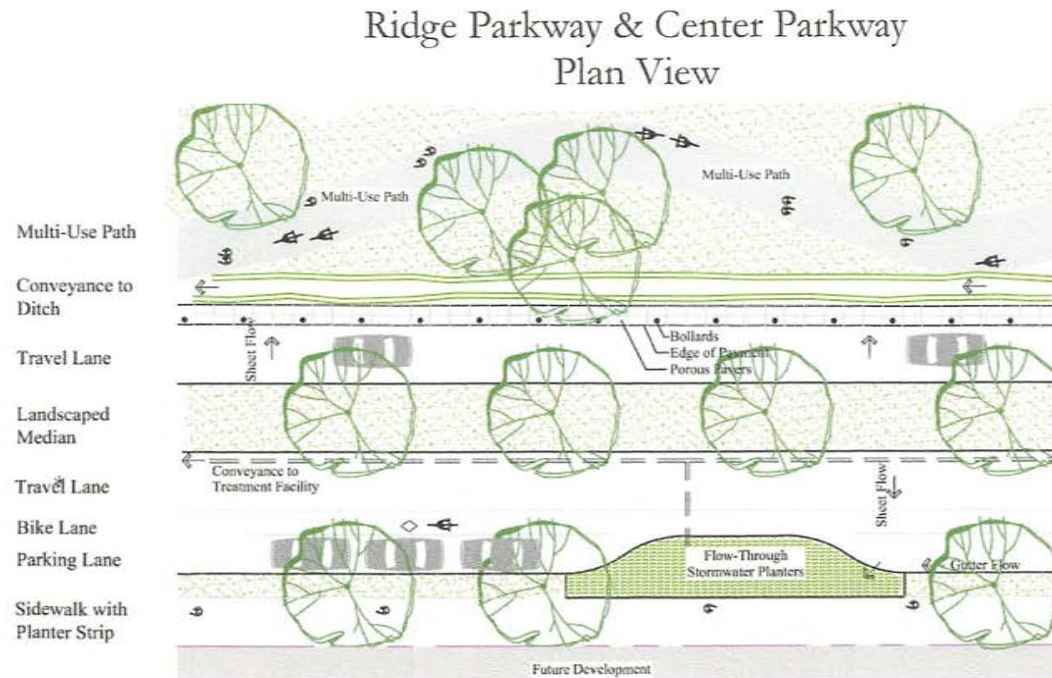 Ridge Parkway & Center Parkway
Plan View
Multi-Use Path
Multi-Use Path
Multi-Use Path
Conveyance to
Ditch
Sheet Flow
Bollards
Edge of Pavment
Porous Pavers
Travel Lane
Landscaped
Median
Conveyance to
Treatment Facility
Travel Lane
Sheet Flow
Bike Lane
Parking Lane
Flow-Through
Stormwater Planters
Gutter Flow
Sidewalk with
Planter Strip
Future Development